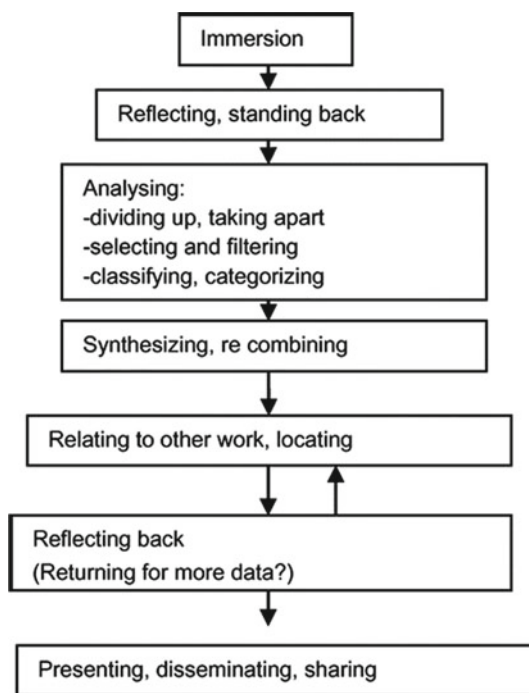 Immersion
Reflecting, standing back
Analysing:
-dividing up, taking apart
-selecting and filtering
-classifying, categorizing
Synthesizing, re combining
Relating to other work, locating
Reflecting back
(Returning for more data?)
Presenting, disseminating, sharing